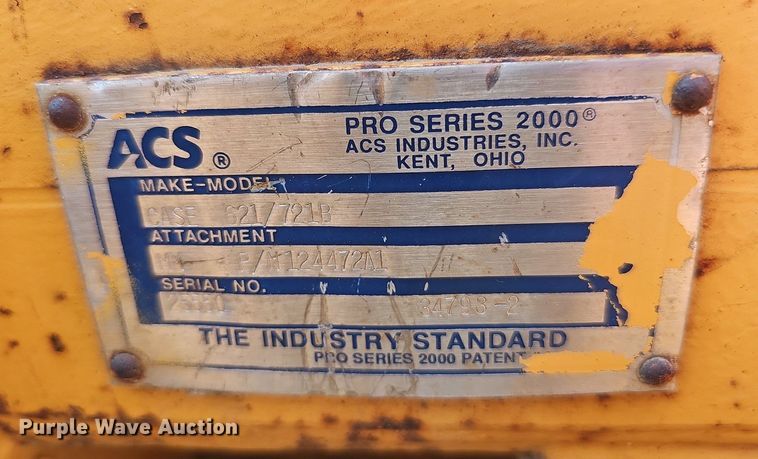 ACS ®
PRO SERIES 2000®
ACS INDUSTRIES, INC.
KENT, OHIO
MAKE-MODEL
CASE 621/721B
ATTACHMENT
P/N 124472A1
SERIAL NO.
34798-2
THE INDUSTRY STANDARD
PRO SERIES 2000 PATENT
Purple Wave Auction